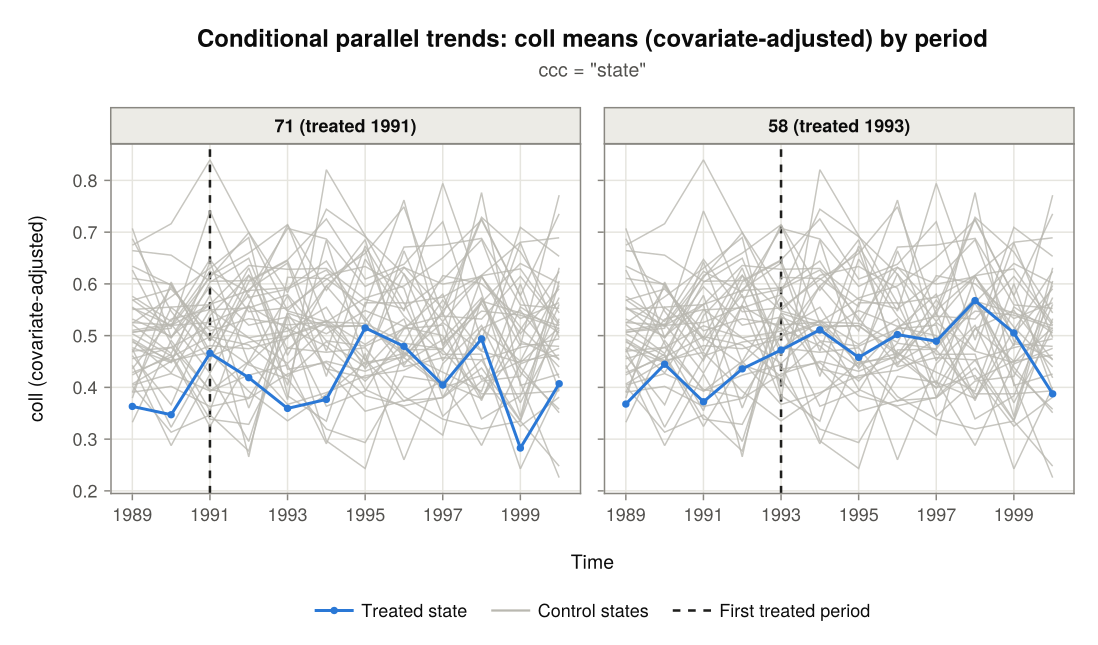 Conditional parallel trends: coll means (covariate-adjusted) by period
ccc = "state"
71 (treated 1991)
58 (treated 1993)
coll (covariate-adjusted)
0.8
0.7
0.6
0.5
0.4
0.3
0.2
1989 1991 1993 1995 1997 1999
1989 1991 1993 1995 1997 1999
Time
Treated state
Control states
First treated period